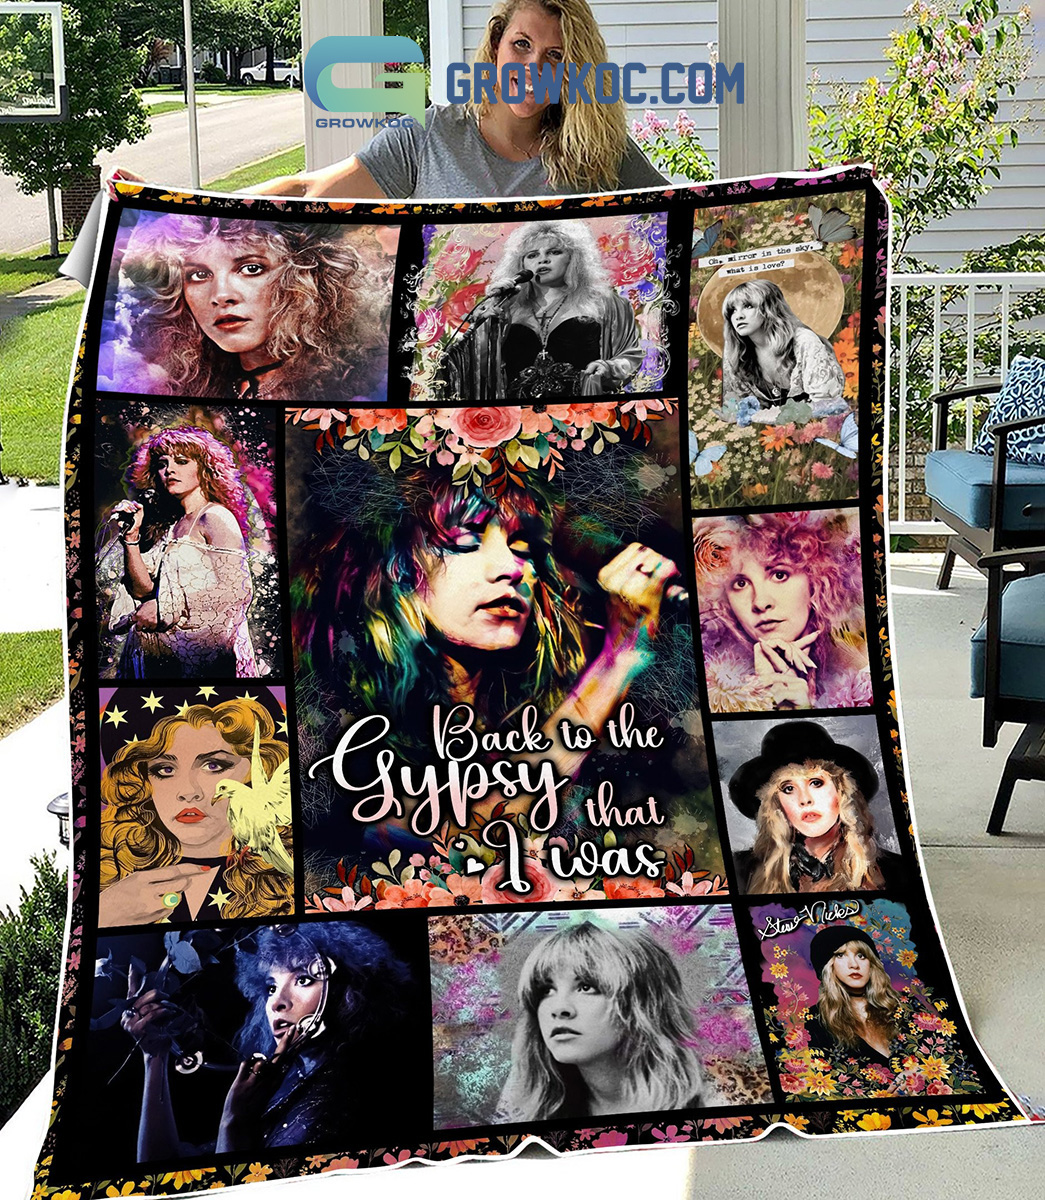 GROWKOC
GROWKOC.COM
Oh, mirror in the sky,
what is love?
Back to the
Gypsy
that
I was
Stevie Nicks